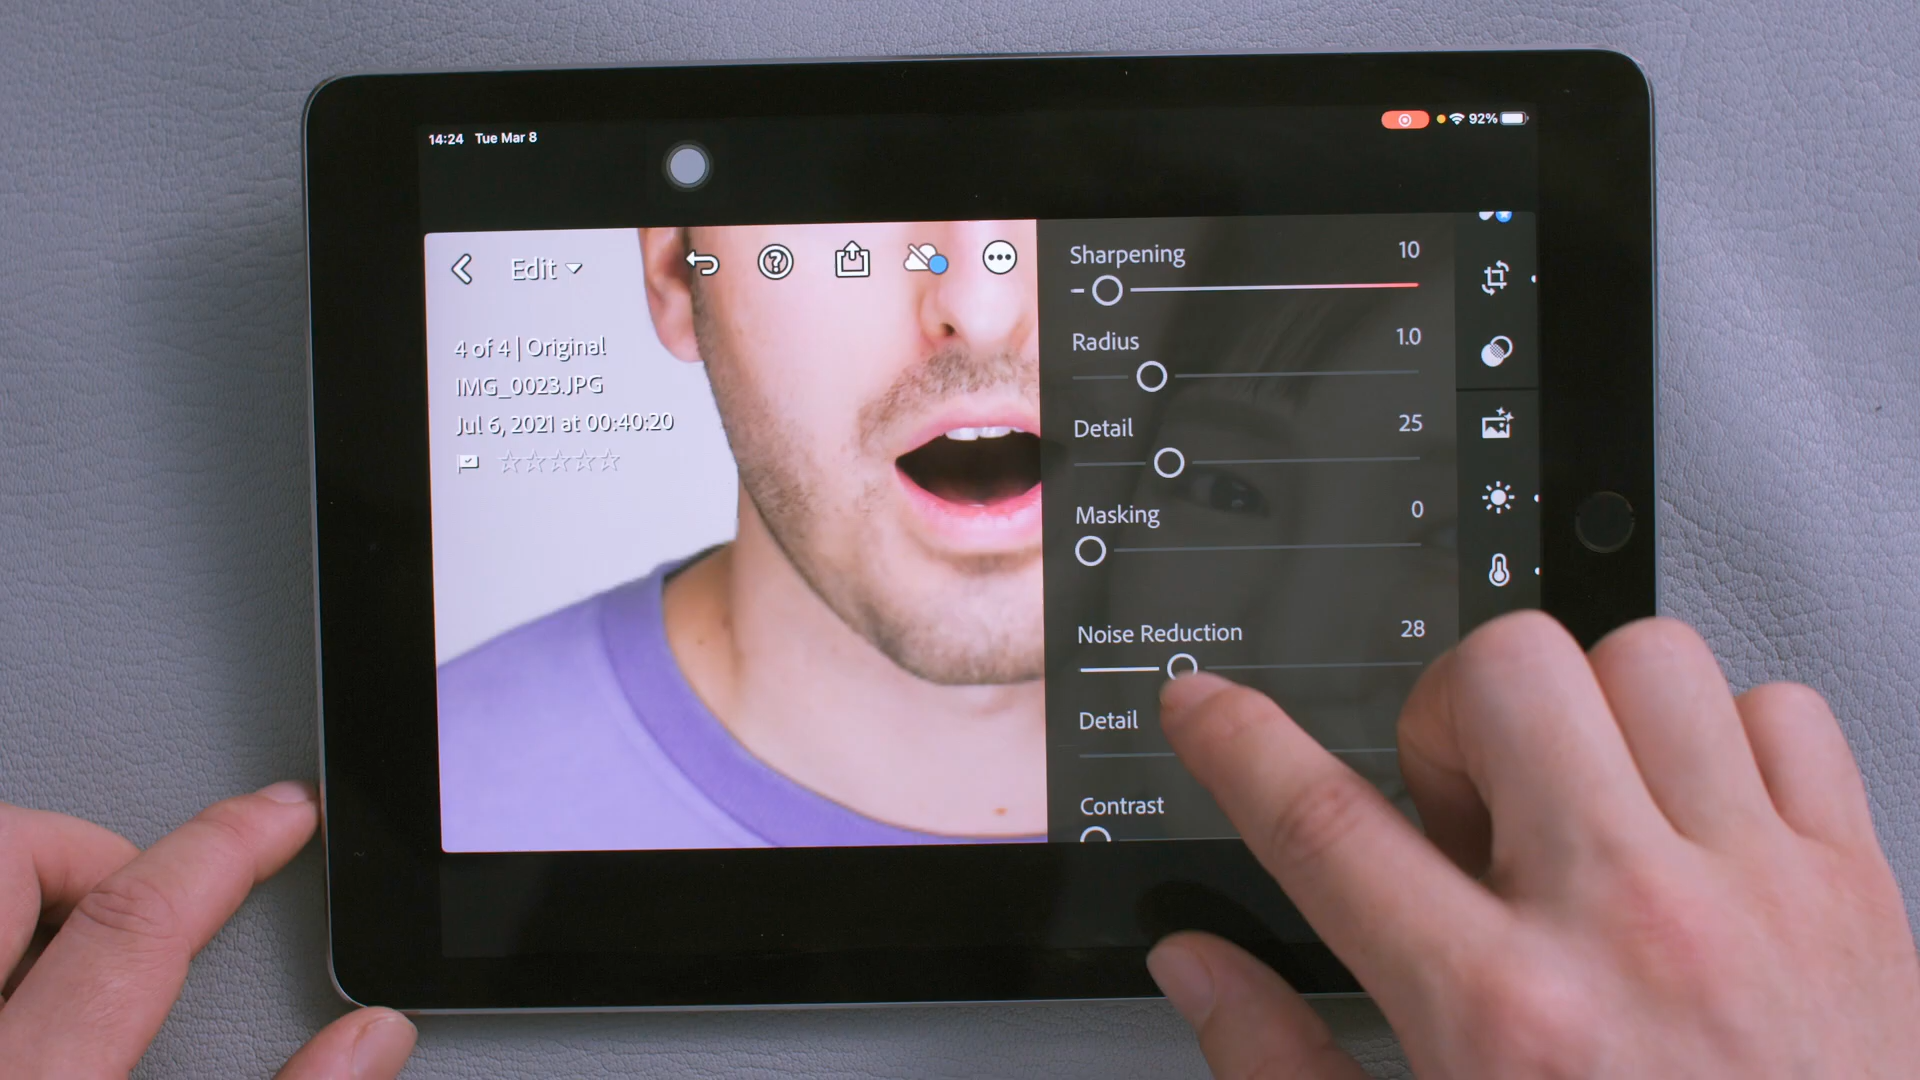 14:24 Tue Mar 8
92%
Edit
4 of 4 | Original
IMG_0023.JPG
Jul 6, 2021 at 00:40:20
Sharpening 10
Radius 1.0
Detail 25
Masking 0
Noise Reduction 28
Detail
Contrast